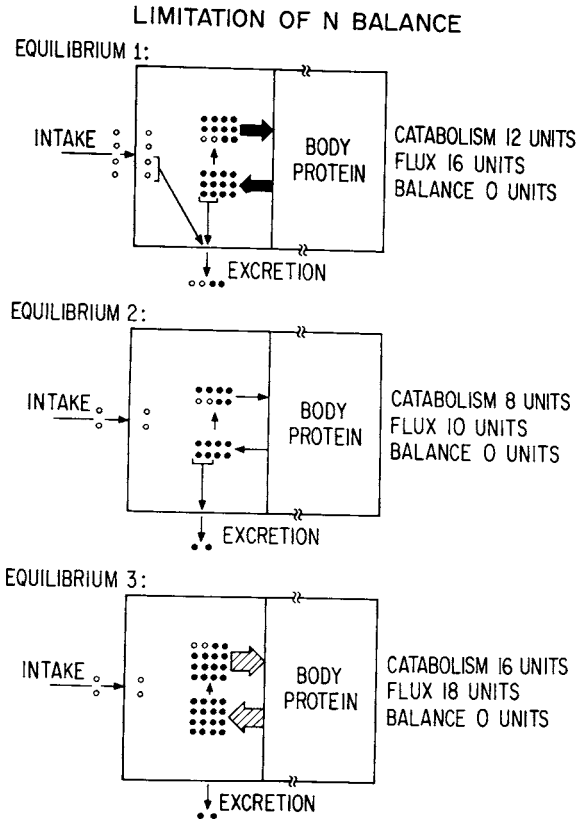 LIMITATION OF N BALANCE
EQUILIBRIUM 1:
INTAKE
BODY
PROTEIN
CATABOLISM 12 UNITS
FLUX 16 UNITS
BALANCE 0 UNITS
EXCRETION
EQUILIBRIUM 2:
INTAKE
BODY
PROTEIN
CATABOLISM 8 UNITS
FLUX 10 UNITS
BALANCE 0 UNITS
EXCRETION
EQUILIBRIUM 3:
INTAKE
BODY
PROTEIN
CATABOLISM 16 UNITS
FLUX 18 UNITS
BALANCE 0 UNITS
EXCRETION